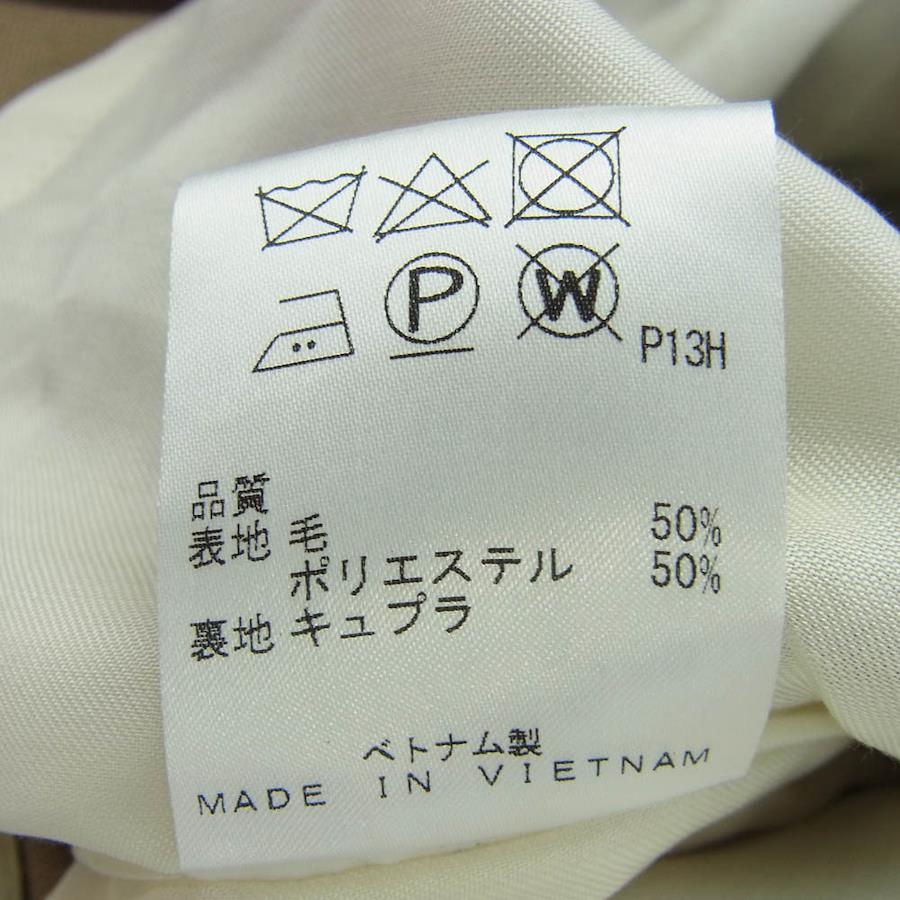 P
W
P13H
品質
表地 毛 50%
ポリエステル 50%
裏地 キュプラ
ベトナム製
MADE IN VIETNAM